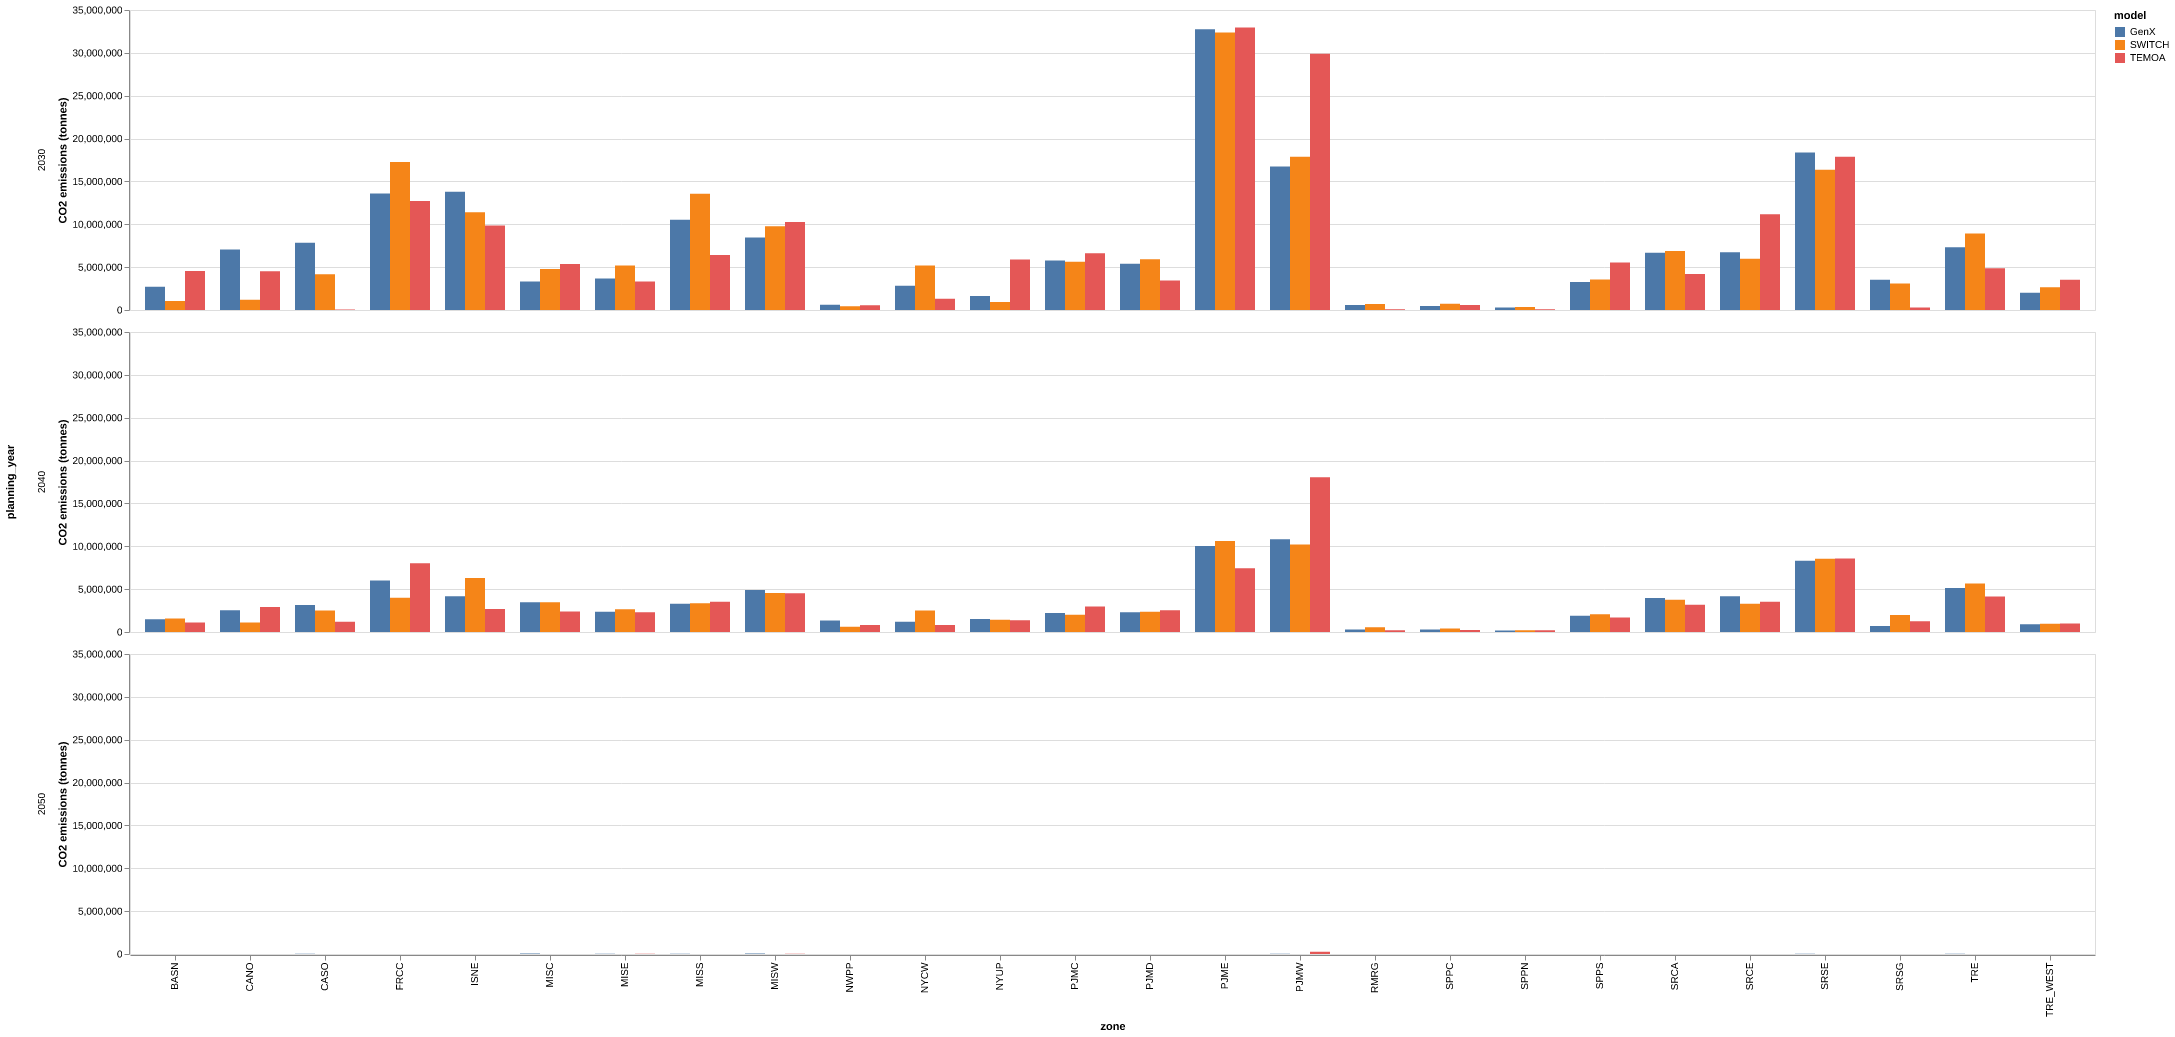 model
GenX
SWITCH
TEMOA
planning_year
2030
CO2 emissions (tonnes)
35,000,000
30,000,000
25,000,000
20,000,000
15,000,000
10,000,000
5,000,000
0
2040
CO2 emissions (tonnes)
35,000,000
30,000,000
25,000,000
20,000,000
15,000,000
10,000,000
5,000,000
0
2050
CO2 emissions (tonnes)
35,000,000
30,000,000
25,000,000
20,000,000
15,000,000
10,000,000
5,000,000
0
BASN
CANO
CASO
FRCC
ISNE
MISC
MISE
MISS
MISW
NWPP
NYCW
NYUP
PJMC
PJMD
PJME
PJMW
RMRG
SPPC
SPPN
SPPS
SRCA
SRCE
SRSE
SRSG
TRE
TRE_WEST
zone